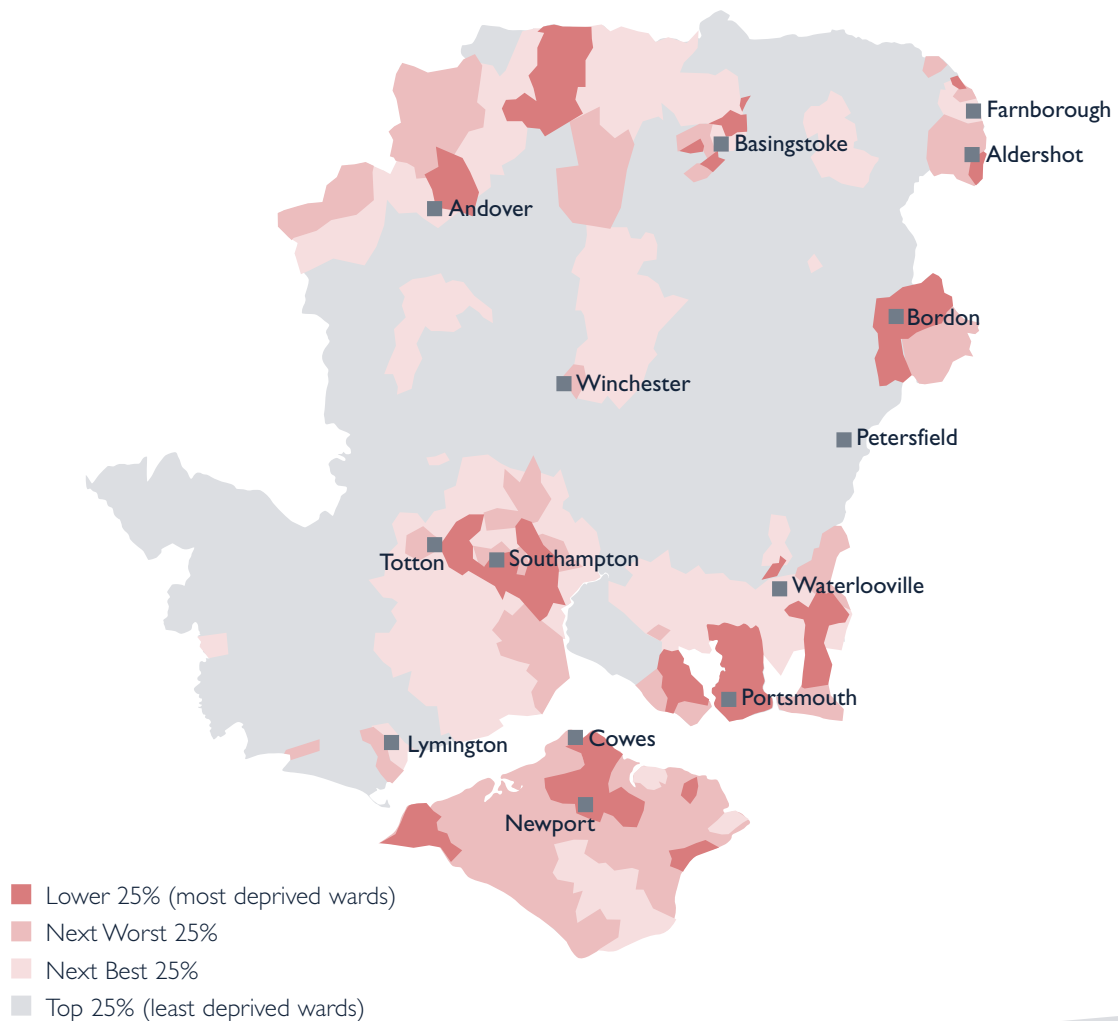 Farnborough
Basingstoke
Aldershot
Andover
Bordon
Winchester
Petersfield
Totton
Southampton
Waterlooville
Portsmouth
Cowes
Lymington
Newport
Lower 25% (most deprived wards)
Next Worst 25%
Next Best 25%
Top 25% (least deprived wards)